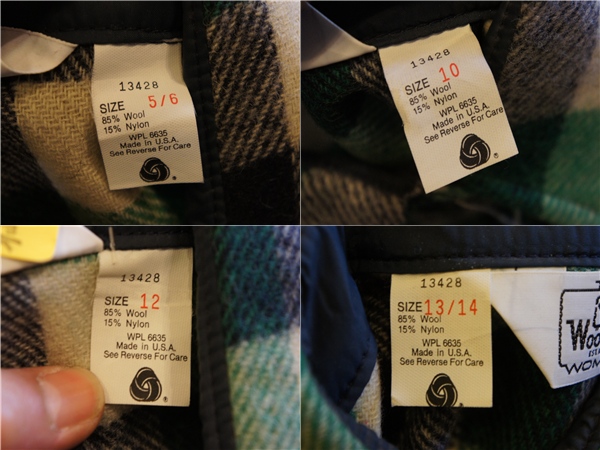 13428
SIZE 5/6
85% Wool
15% Nylon
WPL 6635
Made in U.S.A.
See Reverse For Care
®
13428
SIZE 10
85% Wool
15% Nylon
WPL 6635
Made in U.S.A.
See Reverse For Care
®
13428
SIZE 12
85% Wool
15% Nylon
WPL 6635
Made in U.S.A.
See Reverse For Care
®
13428
SIZE 13/14
85% Wool
15% Nylon
WPL 6635
Made in U.S.A.
See Reverse For Care
®
Woo
ESTA
WOM